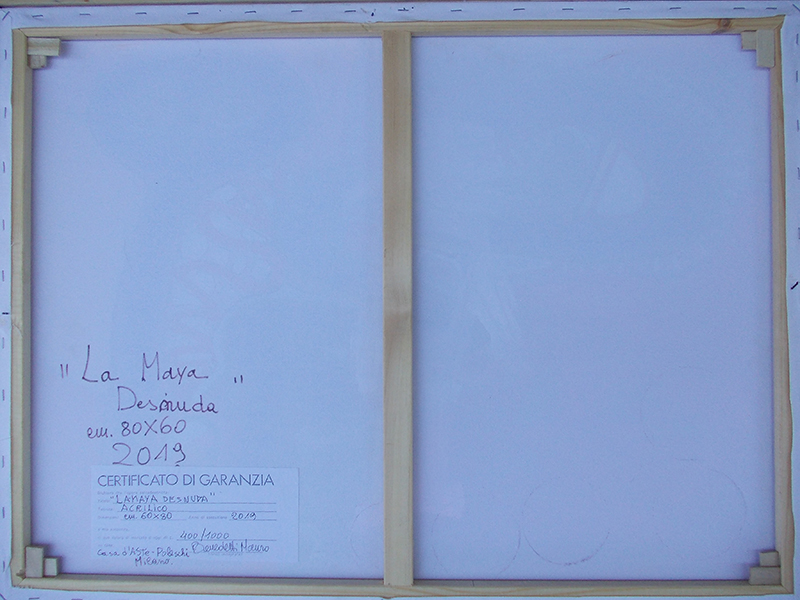 " La Maya "
Desnuda
cm. 80X60
2019
CERTIFICATO DI GARANZIA
"LA MAYA DESNUDA"
ACRILICO
cm. 60x80 2019
400/1000
Casa d'Aste-Poleschi Benedetti Mauro
Milano.